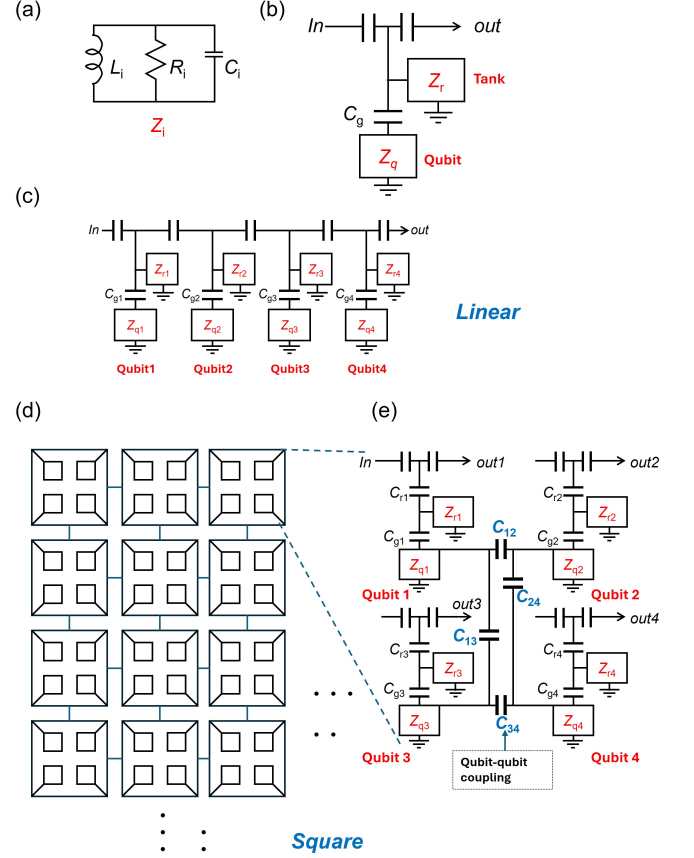 (a)
L_i R_i C_i
Z_i
(b)
In out
Z_r Tank
C_g
Z_q Qubit
(c)
In out
Z_r1 Z_r2 Z_r3 Z_r4
C_g1 C_g2 C_g3 C_g4
Z_q1 Z_q2 Z_q3 Z_q4
Qubit1 Qubit2 Qubit3 Qubit4
Linear
(d)
Square
(e)
In out1 out2
C_r1 C_r2
Z_r1 Z_r2
C_g1 C_12 C_g2
Z_q1 Z_q2
Qubit 1 C_24 Qubit 2
out3 out4
C_13
C_r3 C_r4
Z_r3 Z_r4
C_g3 C_g4
Z_q3 C_34 Z_q4
Qubit 3 Qubit 4
Qubit-qubit
coupling